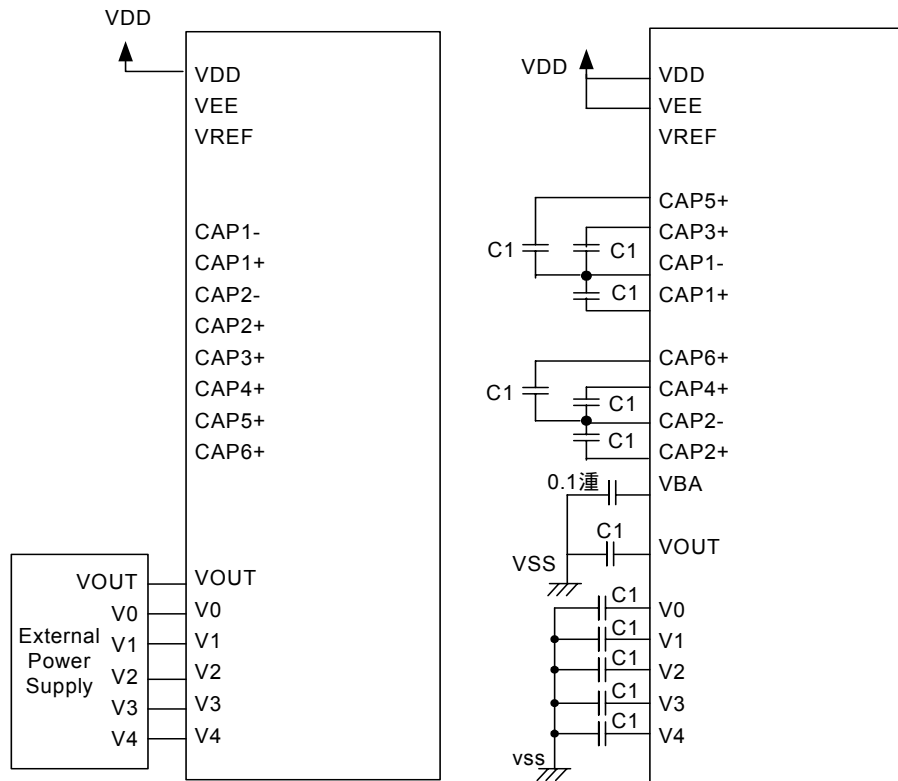 VDD
VDD
VEE
VREF
CAP1-
CAP1+
CAP2-
CAP2+
CAP3+
CAP4+
CAP5+
CAP6+
VOUT
V0
V1
V2
V3
V4
External
Power
Supply
VOUT
V0
V1
V2
V3
V4
VDD
VDD
VEE
VREF
CAP5+
CAP3+
CAP1-
CAP1+
C1
C1
C1
CAP6+
CAP4+
CAP2-
CAP2+
C1
C1
C1
0.1湩
VBA
C1
VOUT
VSS
C1
V0
C1
V1
C1
V2
C1
V3
C1
V4
vss